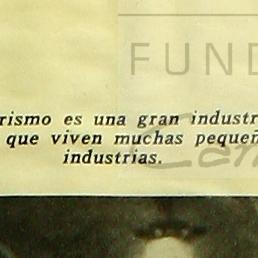 FUND
rismo es una gran industr
que viven muchas pequeñ
industrias.